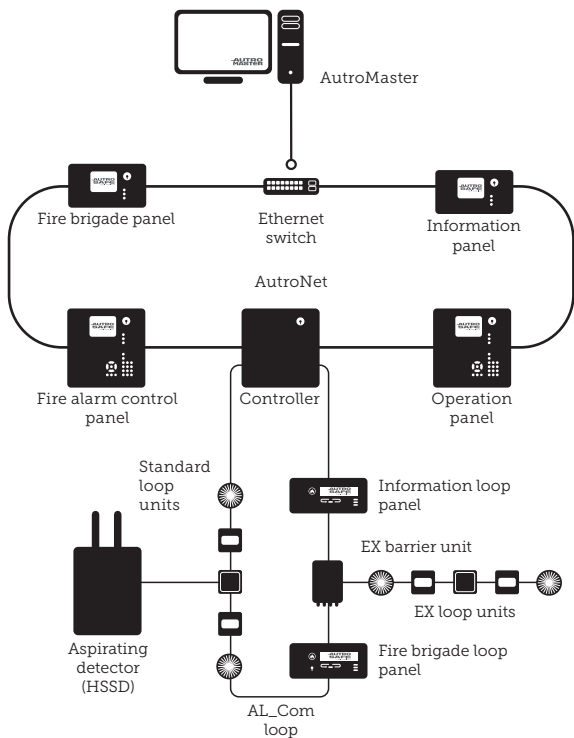 AUTRO
MASTER
AutroMaster
AUTRO
SAFE
AUTRO
SAFE
Fire brigade panel
Ethernet
switch
Information
panel
AutroNet
AUTRO
SAFE
AUTRO
SAFE
Fire alarm control
panel
Controller
Operation
panel
Standard
loop
units
AUTRO
SAFE
Information loop
panel
EX barrier unit
EX loop units
Aspirating
detector
(HSSD)
AUTRO
SAFE
Fire brigade loop
panel
AL_Com
loop